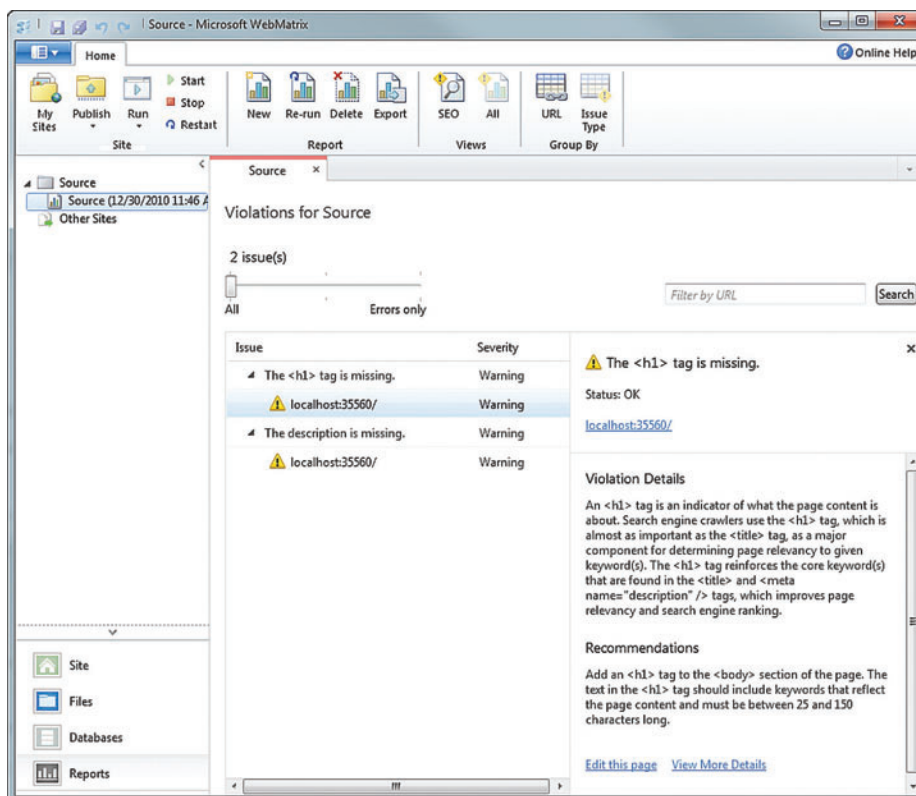 Source - Microsoft WebMatrix
Home
Online Help
My Sites
Publish
Run
Start
Stop
Restart
Site
New
Re-run
Delete
Export
Report
SEO
All
Views
URL
Issue Type
Group By
Source
Source (12/30/2010 11:46 A
Other Sites
Source
Violations for Source
2 issue(s)
All
Errors only
Filter by URL
Search
Issue Severity
The <h1> tag is missing. Warning
localhost:35560/ Warning
The description is missing. Warning
localhost:35560/ Warning
The <h1> tag is missing.
Status: OK
localhost:35560/
Violation Details
An <h1> tag is an indicator of what the page content is
about. Search engine crawlers use the <h1> tag, which is
almost as important as the <title> tag, as a major
component for determining page relevancy to given
keyword(s). The <h1> tag reinforces the core keyword(s)
that are found in the <title> and <meta
name="description" /> tags, which improves page
relevancy and search engine ranking.
Recommendations
Add an <h1> tag to the <body> section of the page. The
text in the <h1> tag should include keywords that reflect
the page content and must be between 25 and 150
characters long.
Edit this page View More Details
Site
Files
Databases
Reports